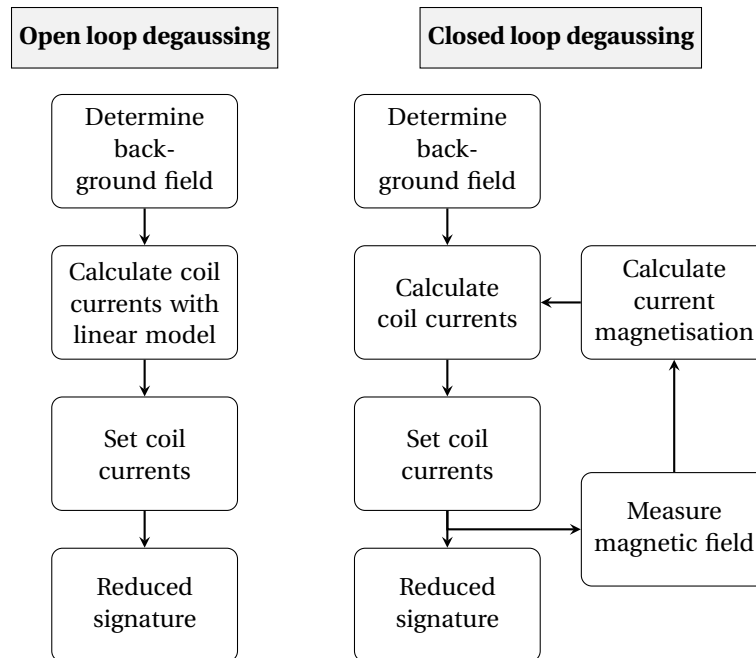 Open loop degaussing
Determine
back-
ground field
Calculate coil
currents with
linear model
Set coil
currents
Reduced
signature
Closed loop degaussing
Determine
back-
ground field
Calculate
coil currents
Set coil
currents
Reduced
signature
Calculate
current
magnetisation
Measure
magnetic field